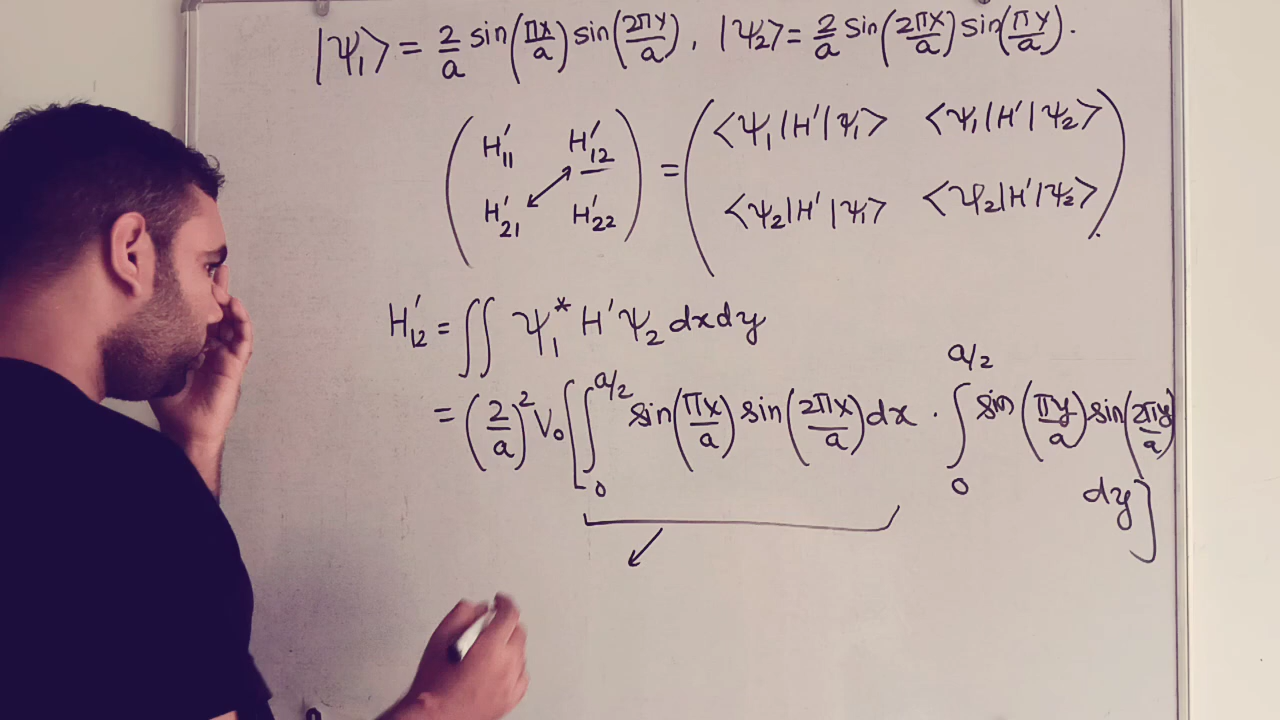 |ψ₁⟩ = 2/a sin(πx/a) sin(2πy/a), |ψ₂⟩ = 2/a sin(2πx/a) sin(πy/a).
(H'₁₁ H'₁₂ = (⟨ψ₁|H'|ψ₁⟩ ⟨ψ₁|H'|ψ₂⟩
H'₂₁ H'₂₂) ⟨ψ₂|H'|ψ₁⟩ ⟨ψ₂|H'|ψ₂⟩).
H'₁₂ = ∬ ψ₁* H' ψ₂ dx dy
= (2/a)² V₀ [∫₀^{a/2} sin(πx/a) sin(2πx/a) dx · ∫₀^{a/2} sin(πy/a) sin(2πy/a)
dy]